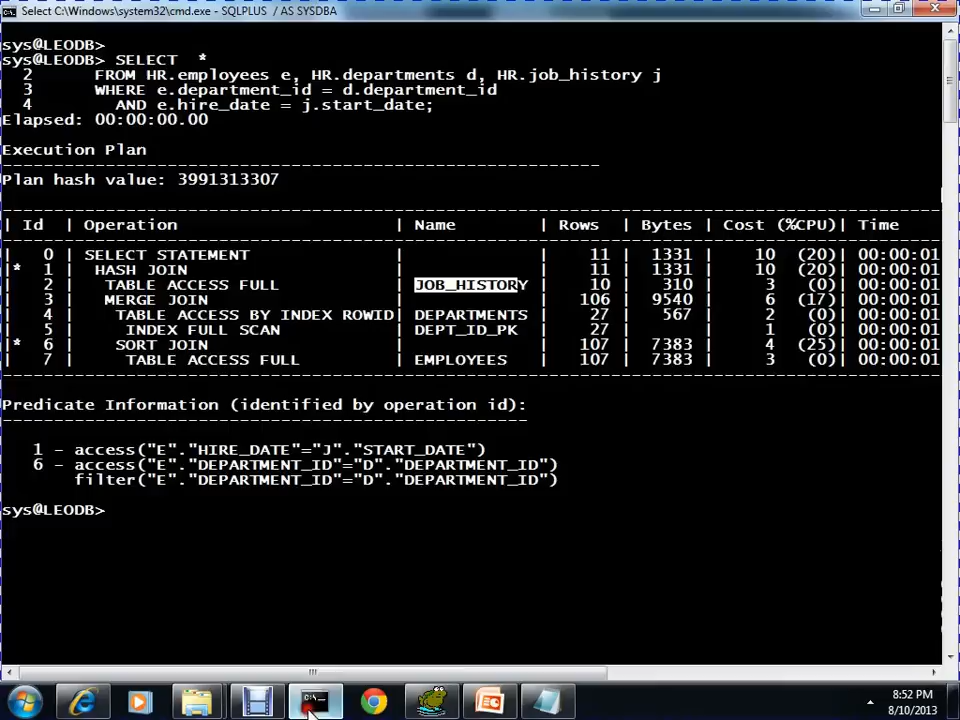 Select C:\Windows\system32\cmd.exe - SQLPLUS / AS SYSDBA
sys@LEODB>
sys@LEODB> SELECT  *
  2      FROM HR.employees e, HR.departments d, HR.job_history j
  3      WHERE e.department_id = d.department_id
  4        AND e.hire_date = j.start_date;
Elapsed: 00:00:00.00
Execution Plan
----------------------------------------------------------
Plan hash value: 3991313307
| Id  | Operation                     | Name        | Rows  | Bytes | Cost (%CPU)| Time
|   0 | SELECT STATEMENT              |             |    11 |  1331 |    10  (20)| 00:00:01
|*  1 |  HASH JOIN                    |             |    11 |  1331 |    10  (20)| 00:00:01
|   2 |   TABLE ACCESS FULL           | JOB_HISTORY |    10 |   310 |     3   (0)| 00:00:01
|   3 |   MERGE JOIN                  |             |   106 |  9540 |     6  (17)| 00:00:01
|   4 |    TABLE ACCESS BY INDEX ROWID| DEPARTMENTS |    27 |   567 |     2   (0)| 00:00:01
|   5 |     INDEX FULL SCAN           | DEPT_ID_PK  |    27 |       |     1   (0)| 00:00:01
|*  6 |    SORT JOIN                  |             |   107 |  7383 |     4  (25)| 00:00:01
|   7 |     TABLE ACCESS FULL         | EMPLOYEES   |   107 |  7383 |     3   (0)| 00:00:01
Predicate Information (identified by operation id):
---------------------------------------------------
   1 - access("E"."HIRE_DATE"="J"."START_DATE")
   6 - access("E"."DEPARTMENT_ID"="D"."DEPARTMENT_ID")
       filter("E"."DEPARTMENT_ID"="D"."DEPARTMENT_ID")
sys@LEODB>
8:52 PM
8/10/2013